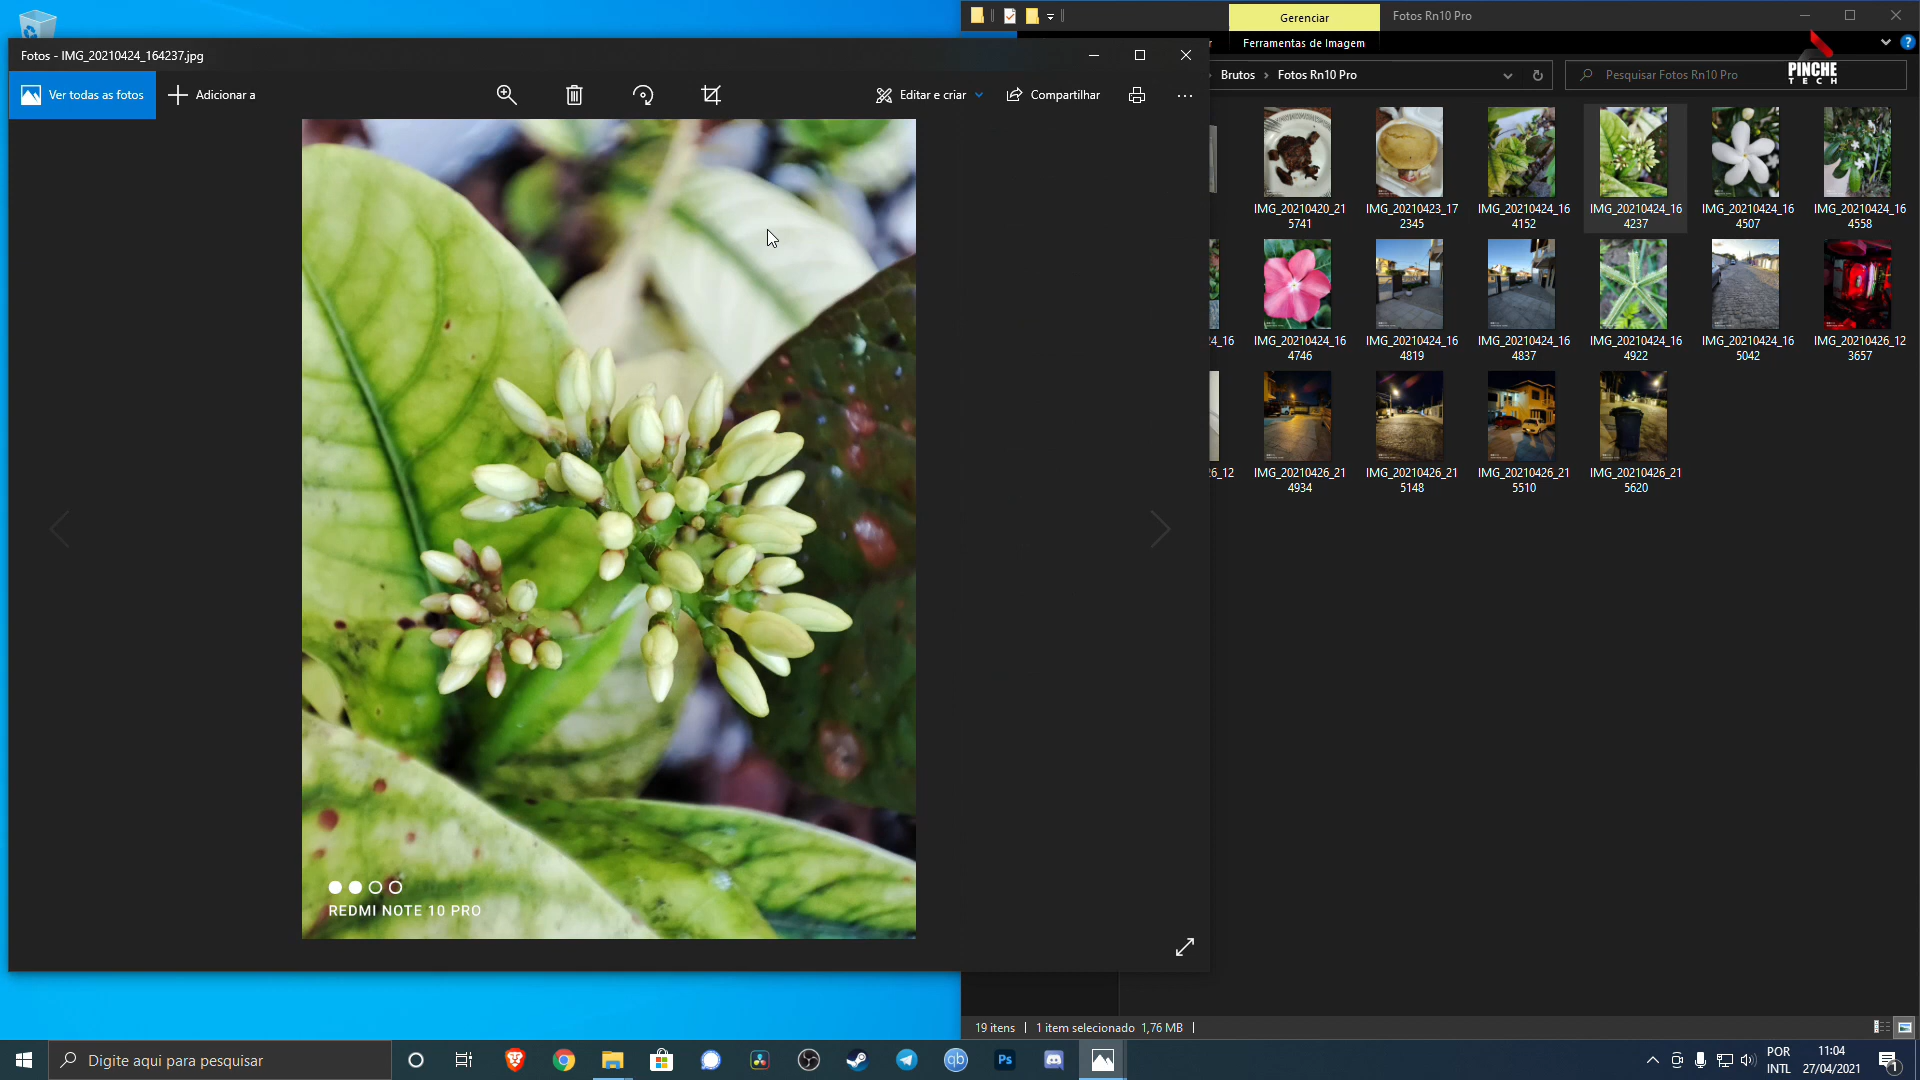 Gerenciar
Fotos Rn10 Pro
Ferramentas de Imagem
Fotos - IMG_20210424_164237.jpg
Brutos > Fotos Rn10 Pro
Pesquisar Fotos Rn10 Pro
PINCHE
TECH
Ver todas as fotos
Adicionar a
Editar e criar
Compartilhar
IMG_20210420_21
5741
IMG_20210423_17
2345
IMG_20210424_16
4152
IMG_20210424_16
4237
IMG_20210424_16
4507
IMG_20210424_16
4558
IMG_20210424_16
4746
IMG_20210424_16
4819
IMG_20210424_16
4837
IMG_20210424_16
4922
IMG_20210424_16
5042
IMG_20210426_12
3657
IMG_20210426_21
4934
IMG_20210426_21
5148
IMG_20210426_21
5510
IMG_20210426_21
5620
REDMI NOTE 10 PRO
19 itens
1 item selecionado 1,76 MB
Digite aqui para pesquisar
qb
Ps
POR
INTL
11:04
27/04/2021
1